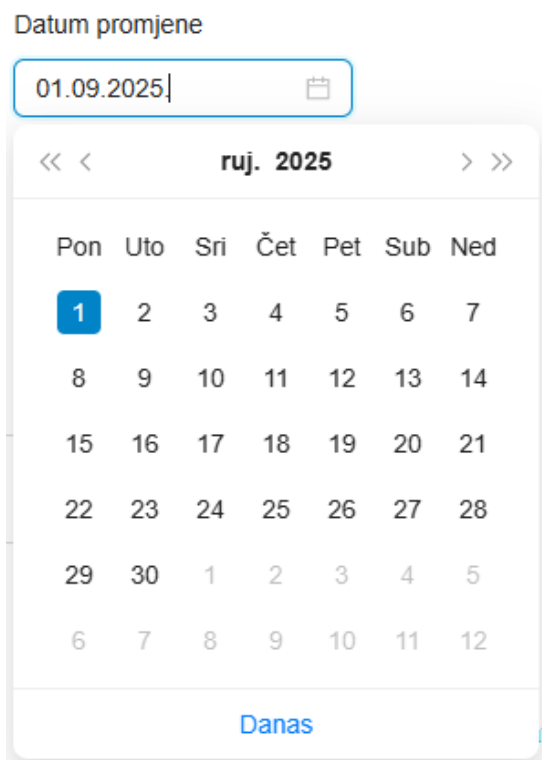 Datum promjene
01.09.2025.
ruj. 2025
Pon Uto Sri Čet Pet Sub Ned
1 2 3 4 5 6 7
8 9 10 11 12 13 14
15 16 17 18 19 20 21
22 23 24 25 26 27 28
29 30 1 2 3 4 5
6 7 8 9 10 11 12
Danas